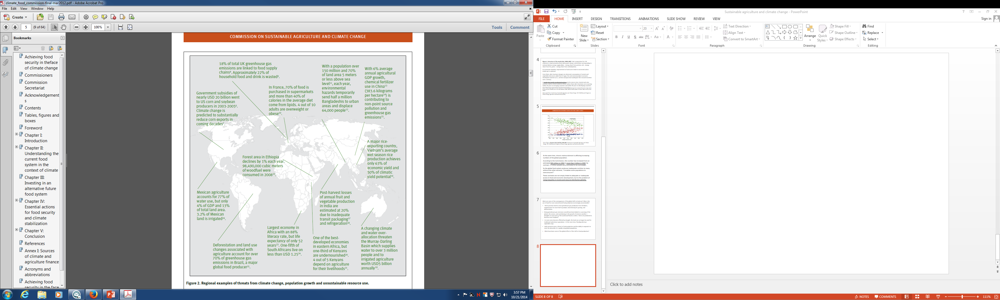 climate_food_commission-final-mar2012.pdf - Adobe Acrobat Pro
File Edit View Window Help
Create
5 (9 of 64) 100% Tools Comment
Bookmarks
Achieving food
security in theface
of climate change
Commissioners
Commission
Secretariat
Acknowledgement
s
Contents
Tables, figures and
boxes
Foreword
Chapter I:
Introduction
Chapter II:
Understanding the
current food
system in the
context of climate
Chapter III:
Investing in an
alternative future
food system
Chapter IV:
Essential actions
for food security
and climate
stabilization
Chapter V:
Conclusion
References
Annex I: Sources
of climate and
agriculture finance
Acronyms and
abbreviations
Achieving food
security in the face
COMMISSION ON SUSTAINABLE AGRICULTURE AND CLIMATE CHANGE
18% of total UK greenhouse gas
emissions are linked to food supply
chains⁸. Approximately 22% of
household food and drink is wasted⁹.
Government subsidies of
nearly USD 20 billion went
to US corn and soybean
producers in 2003-2005⁶.
Climate change is
predicted to substantially
reduce corn exports in
coming decades⁷.
In France, 70% of food is
purchased in supermarkets
and more than 40% of
calories in the average diet
come from lipids. 4 out of 10
adults are overweight or
obese¹⁰.
With a population over
150 million and 70%
of land area 5 meters
or less above sea
level¹¹, each year,
environmental
hazards temporarily
send half a million
Bangladeshis to urban
areas and displace
64,000 people¹².
With 6% average
annual agricultural
GDP growth,
chemical fertilizer
use in China¹³
(383.6 kilograms
per hectare¹⁴) is
contributing to
non-point source
pollution and
greenhouse gas
emissions¹⁵.
A major rice-
exporting country,
Vietnam's average
wet season rice
production achieves
only 63% of
economic yield and
50% of climatic
yield potential¹⁶.
Forest area in Ethiopia
declines by 1% each year.
98,490,000 cubic meters
of woodfuel were
consumed in 2008²².
Mexican agriculture
accounts for 77% of
water use, but only
4% of GDP and 13%
of total land area.
3.2% of Mexican
land is irrigated²⁶.
Post-harvest losses
of annual fruit and
vegetable production
in India are
estimated at 20%
due to inadequate
transit packaging¹⁷
and refrigeration¹⁸.
Deforestation and land use
changes associated with
agriculture account for over
70% of greenhouse gas
emissions in Brazil, a major
global food producer²⁵.
Largest economy in
Africa with an 88%
literacy rate, but life
expectancy of only 52
years²³. One-fifth of
South Africans live on
less than USD 1.25²⁴.
One of the best-
developed economies
in eastern Africa, but
one-third of Kenyans
are undernourished²⁰.
4 out of 5 Kenyans
depend on agriculture
for their livelihoods²¹.
A changing climate
and water over-
allocation threaten
the Murray-Darling
Basin which supplies
water to over 3 million
people and to
irrigated agriculture
worth USD5 billion
annually¹⁹.
Figure 2. Regional examples of threats from climate change, population growth and unsustainable resource use.
3:57 PM
10/21/2014
Sustainable agriculture and climate change - PowerPoint
FILE HOME INSERT DESIGN TRANSITIONS ANIMATIONS SLIDE SHOW REVIEW VIEW Sign in
Paste
Cut
Copy
Format Painter
Clipboard
New
Slide
Layout
Reset
Section
Slides
20
Font
Text Direction
Align Text
Convert to SmartArt
Paragraph
Arrange
Quick
Styles
Shape Fill
Shape Outline
Shape Effects
Drawing
Find
Replace
Select
Editing
4
5
6
At the same time, chronic malnourishment is afflicting increasing
numbers of the global population
7
8
Click to add notes
SLIDE 8 OF 8 NOTES COMMENTS 111%